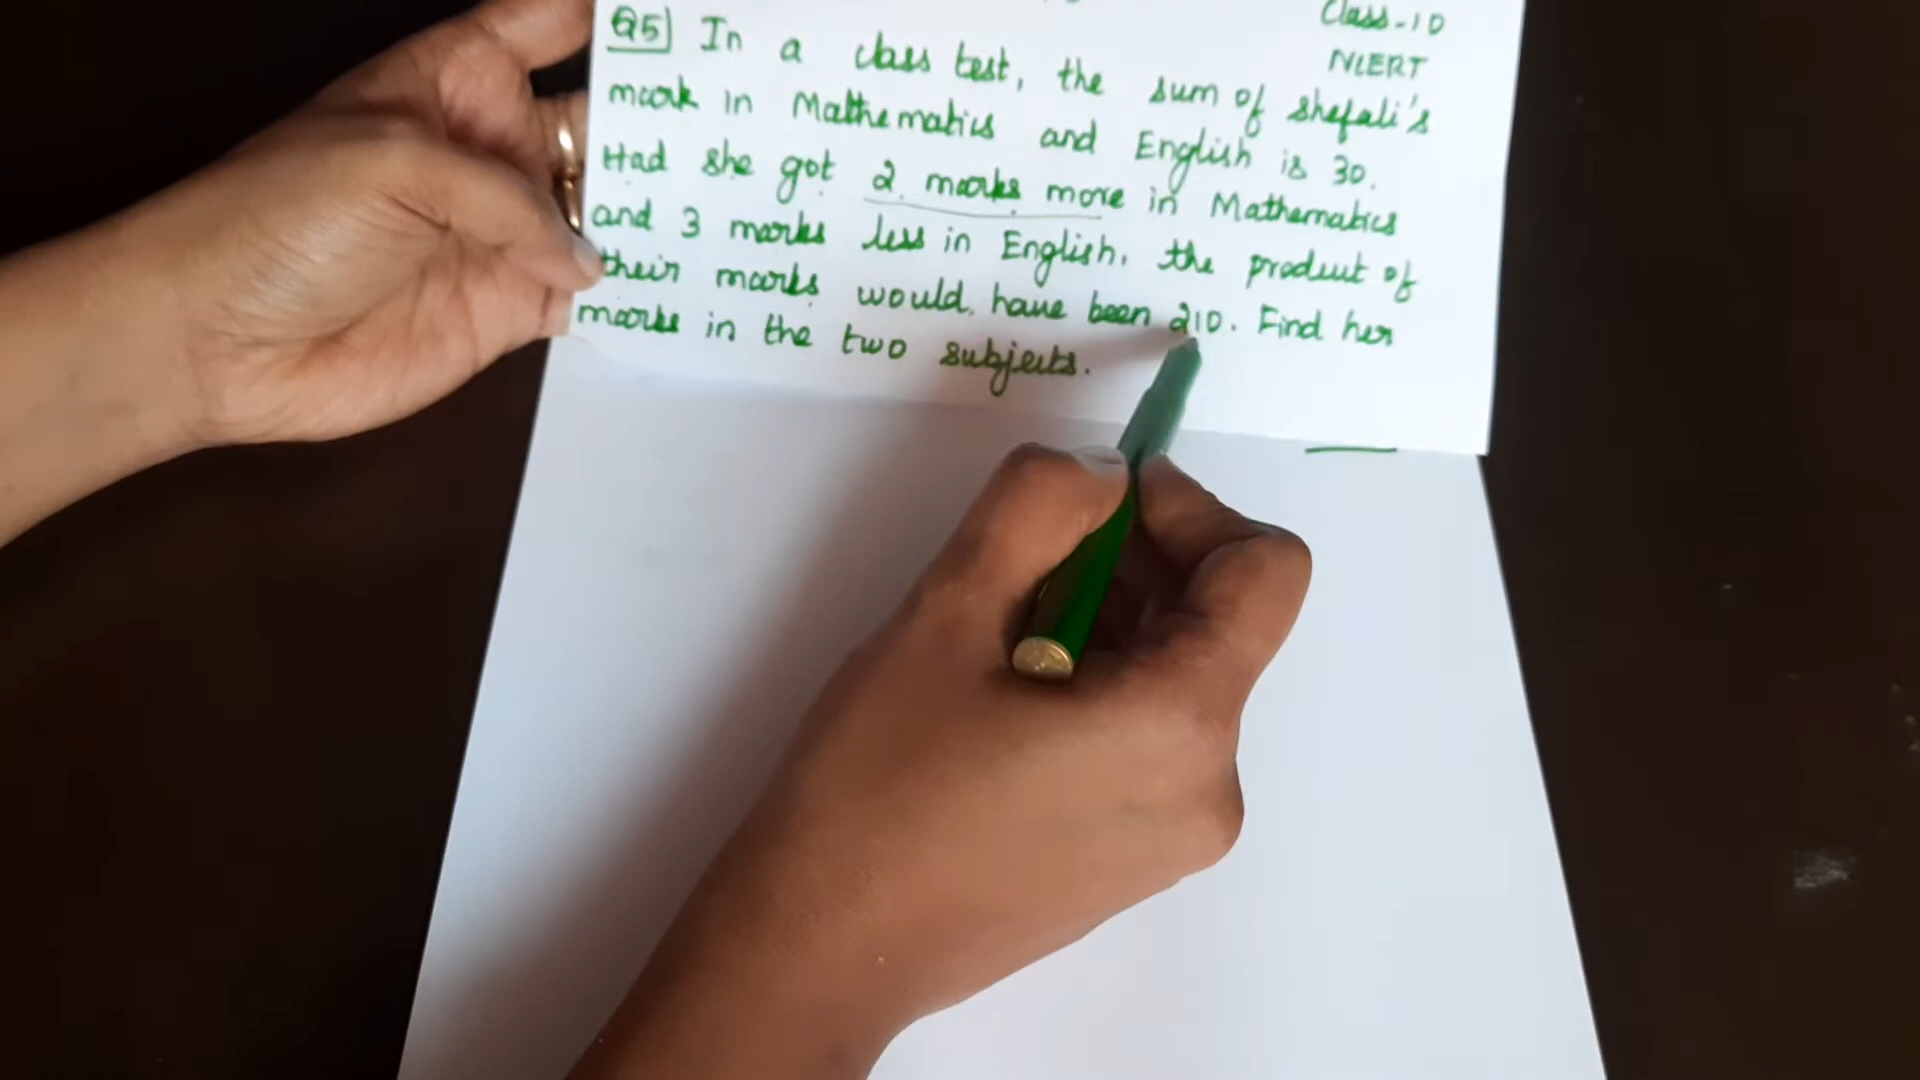 Class-10
NCERT
Q5] In a class test, the sum of Shefali's
mark in Mathematics and English is 30.
Had she got 2 marks more in Mathematics
and 3 marks less in English, the product of
their marks would, have been 210. Find her
marks in the two subjects.